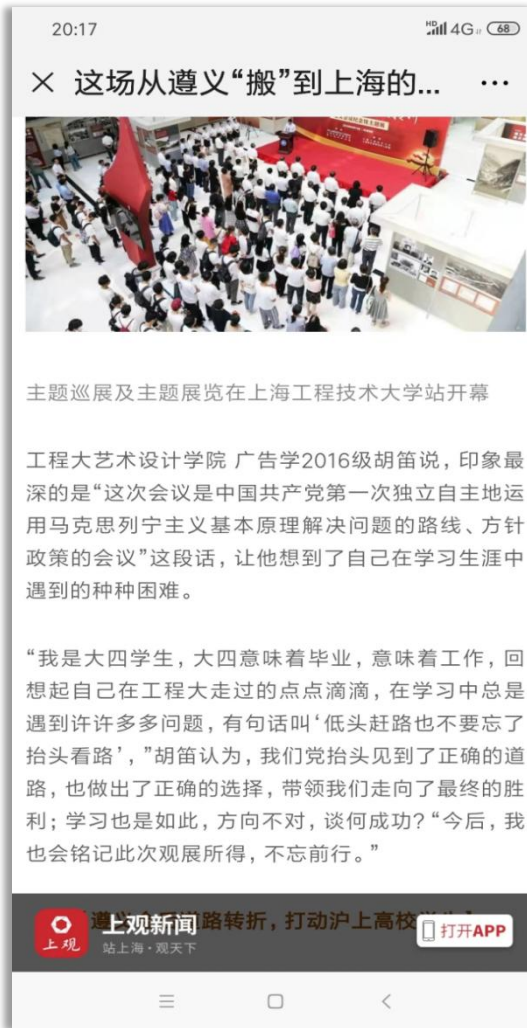 20:17
HD 4G 68
× 这场从遵义“搬”到上海的... ...
主题巡展及主题展览在上海工程技术大学站开幕
工程大艺术设计学院 广告学2016级胡笛说，印象最
深的是“这次会议是中国共产党第一次独立自主地运
用马克思列宁主义基本原理解决问题的路线、方针
政策的会议”这段话，让他想到了自己在学习生涯中
遇到的种种困难。
“我是大四学生，大四意味着毕业，意味着工作，回
想起自己在工程大走过的点点滴滴，在学习中总是
遇到许许多多问题，有句话叫‘低头赶路也不要忘了
抬头看路’，”胡笛认为，我们党抬头见到了正确的道
路，也做出了正确的选择，带领我们走向了最终的胜
利；学习也是如此，方向不对，谈何成功？“今后，我
也会铭记此次观展所得，不忘前行。”
路转折，打动沪上高校
上观
上观新闻
站上海·观天下
打开APP